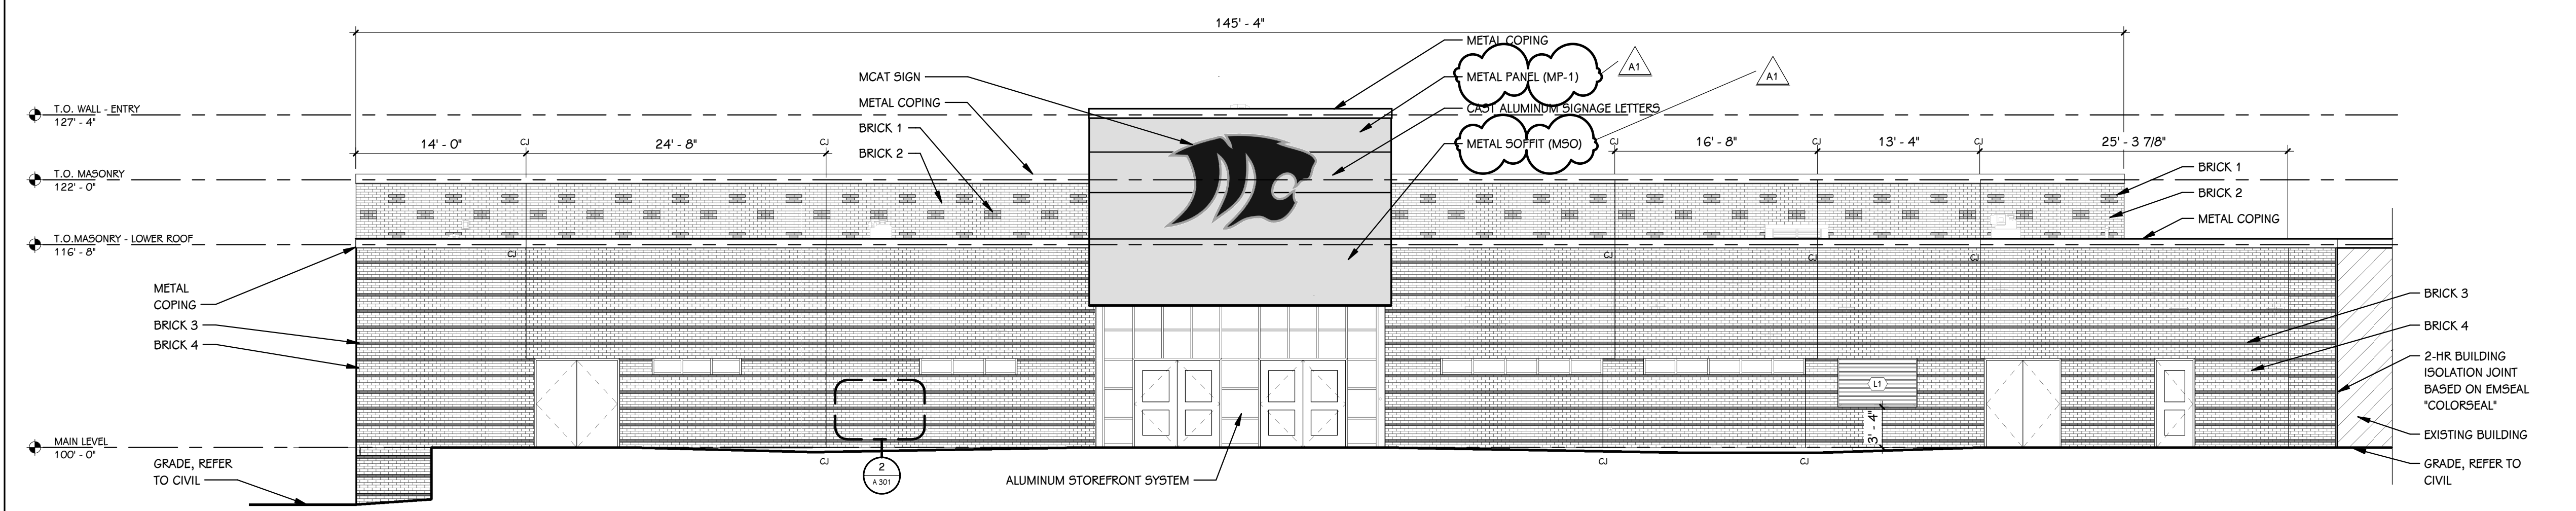 145' - 4"
METAL COPING
METAL PANEL (MP-1)
A1
A1
CAST ALUMINUM SIGNAGE LETTERS
METAL SOFFIT (MSO)
MCAT SIGN
METAL COPING
BRICK 1
BRICK 2
T.O. WALL - ENTRY
127' - 4"
14' - 0"
CJ
24' - 8"
CJ
CJ
16' - 8"
CJ
13' - 4"
CJ
25' - 3 7/8"
T.O. MASONRY
122' - 0"
BRICK 1
BRICK 2
METAL COPING
T.O.MASONRY - LOWER ROOF
116' - 8"
CJ
CJ
CJ
CJ
METAL
COPING
BRICK 3
BRICK 4
BRICK 3
BRICK 4
2-HR BUILDING
ISOLATION JOINT
BASED ON EMSEAL
"COLORSEAL"
EXISTING BUILDING
GRADE, REFER TO
CIVIL
L1
3' - 4"
MAIN LEVEL
100' - 0"
GRADE, REFER
TO CIVIL
CJ
2
A 301
ALUMINUM STOREFRONT SYSTEM
CJ
CJ